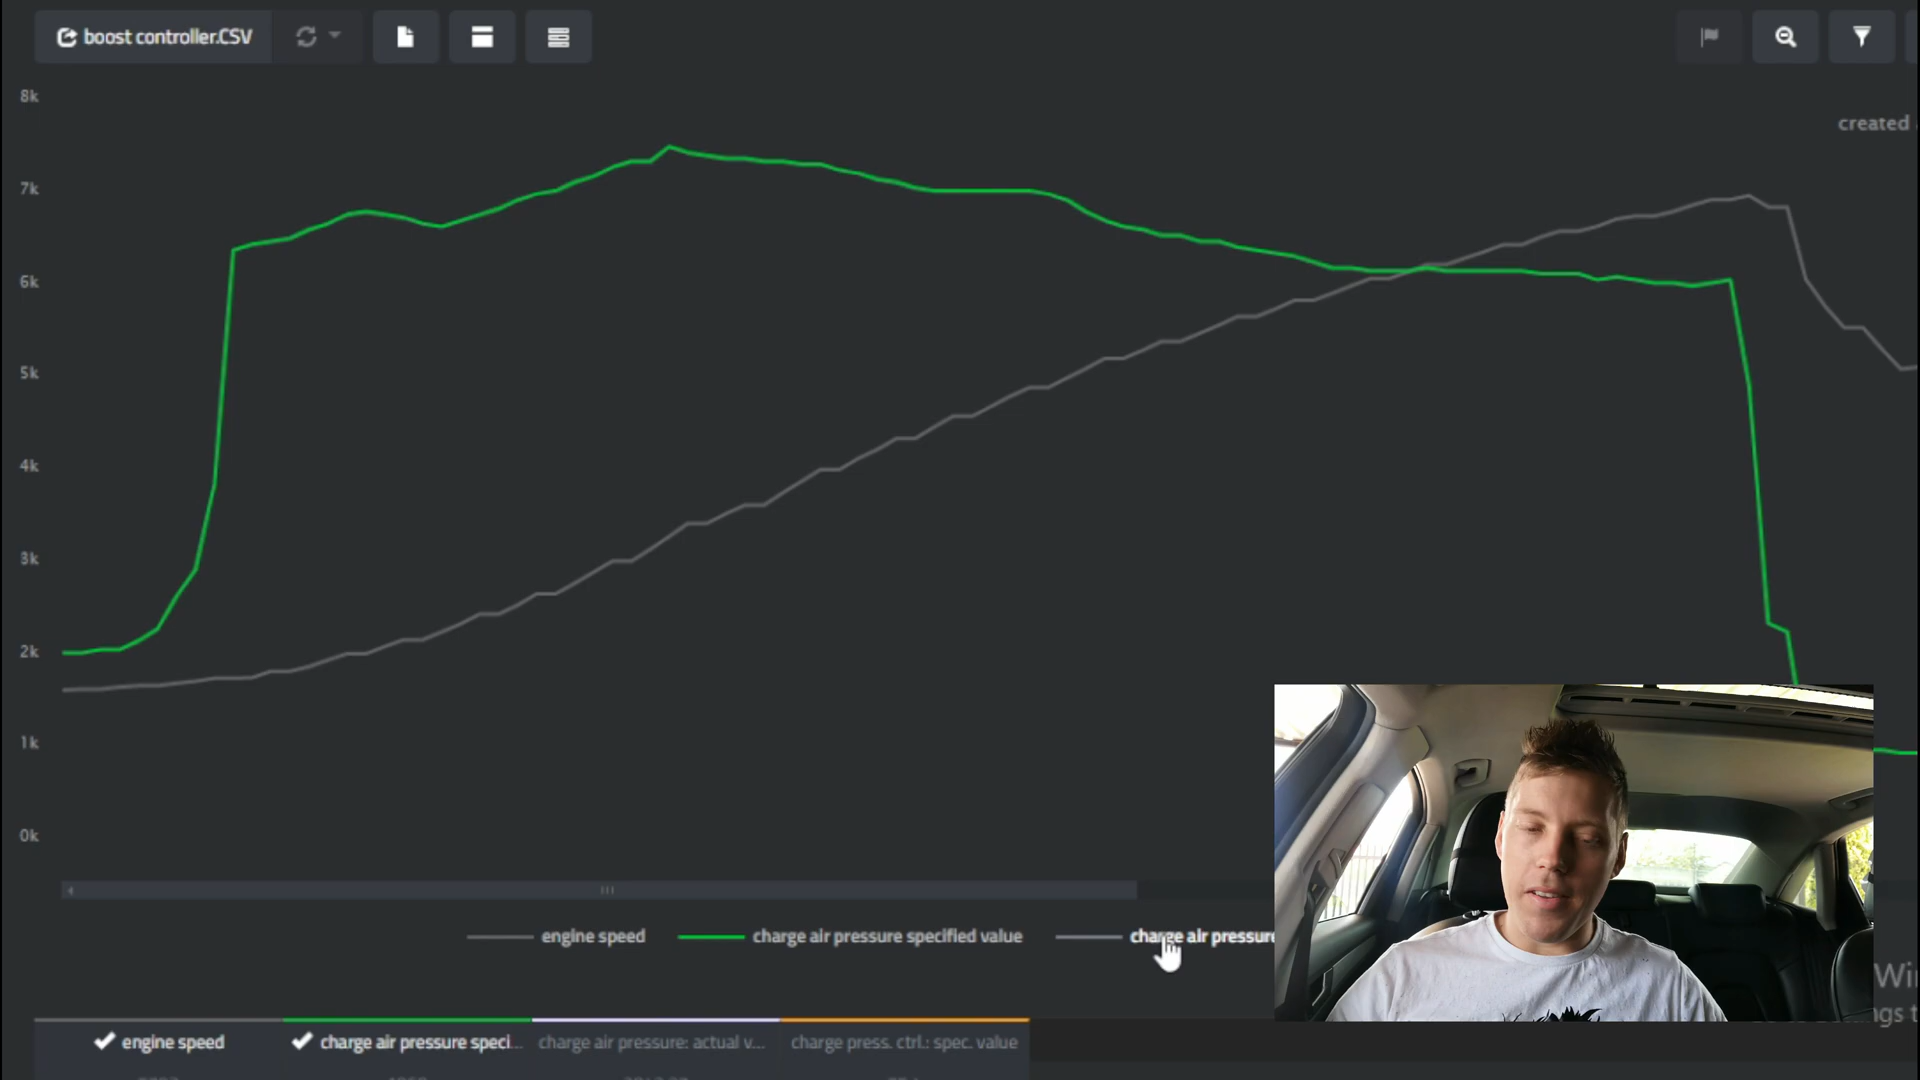 boost controller.CSV
created
8k
7k
6k
5k
4k
3k
2k
1k
0k
engine speed
charge air pressure specified value
charge air pressure
Wi
ngs t
engine speed
charge air pressure speci...
charge air pressure: actual v...
charge press. ctrl.: spec. value